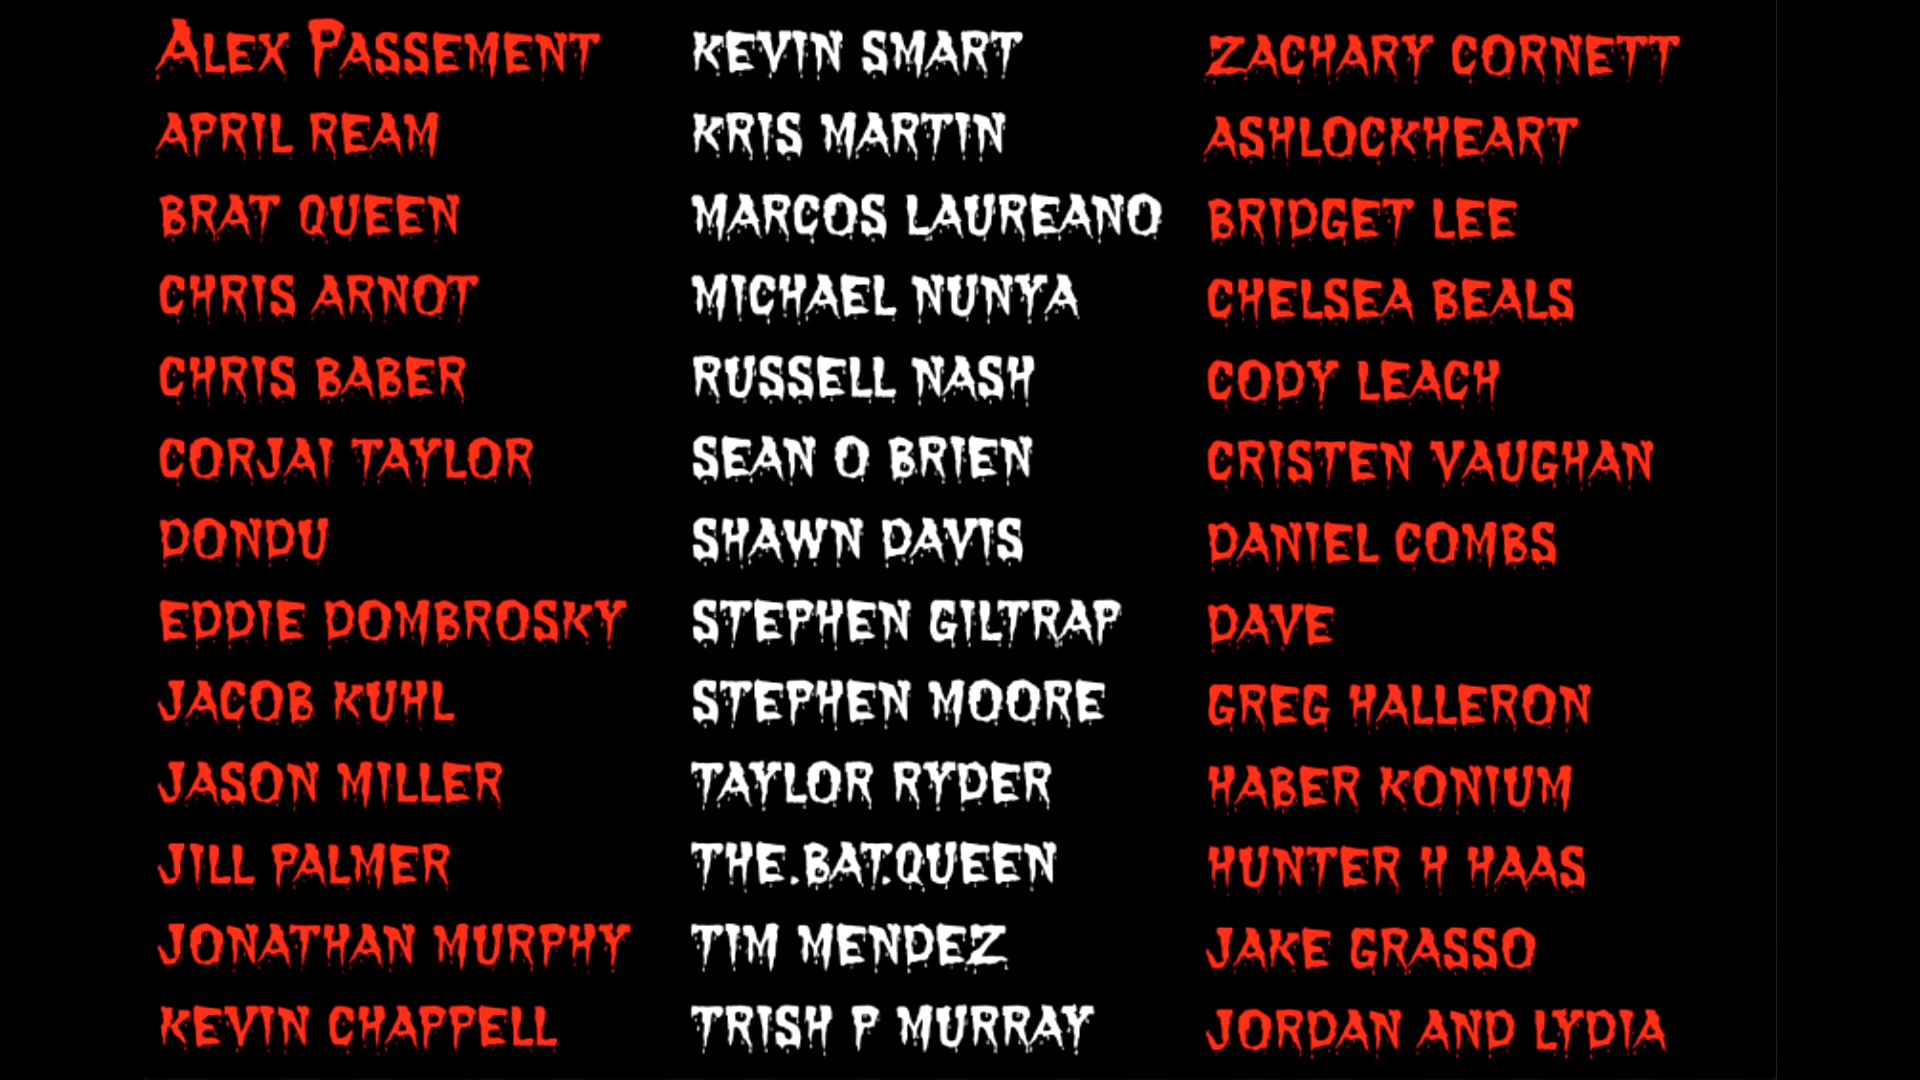 Alex Passement
APRIL REAM
BRAT QUEEN
CHRIS ARNOT
CHRIS BABER
CORJAI TAYLOR
DONDU
EDDIE DOMBROSKY
JACOB KUHL
JASON MILLER
JILL PALMER
JONATHAN MURPHY
KEVIN CHAPPELL
KEVIN SMART
KRIS MARTIN
MARCOS LAUREANO
MICHAEL NUNYA
RUSSELL NASH
SEAN O BRIEN
SHAWN DAVIS
STEPHEN GILTRAP
STEPHEN MOORE
TAYLOR RYDER
THE.BAT.QUEEN
TIM MENDEZ
TRISH P MURRAY
ZACHARY CORNETT
ASHLOCKHEART
BRIDGET LEE
CHELSEA BEALS
CODY LEACH
CRISTEN VAUGHAN
DANIEL COMBS
DAVE
GREG HALLERON
HABER KONIUM
HUNTER H HAAS
JAKE GRASSO
JORDAN AND LYDIA